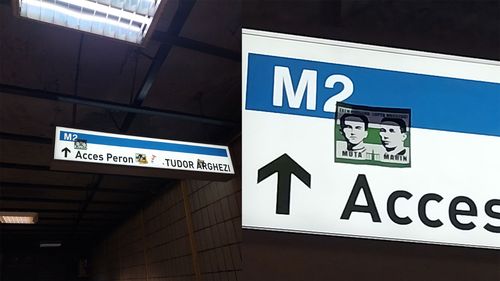 M2
Acces Peron TUDOR ARGHEZI
M2
MOTA MARIN
Acces